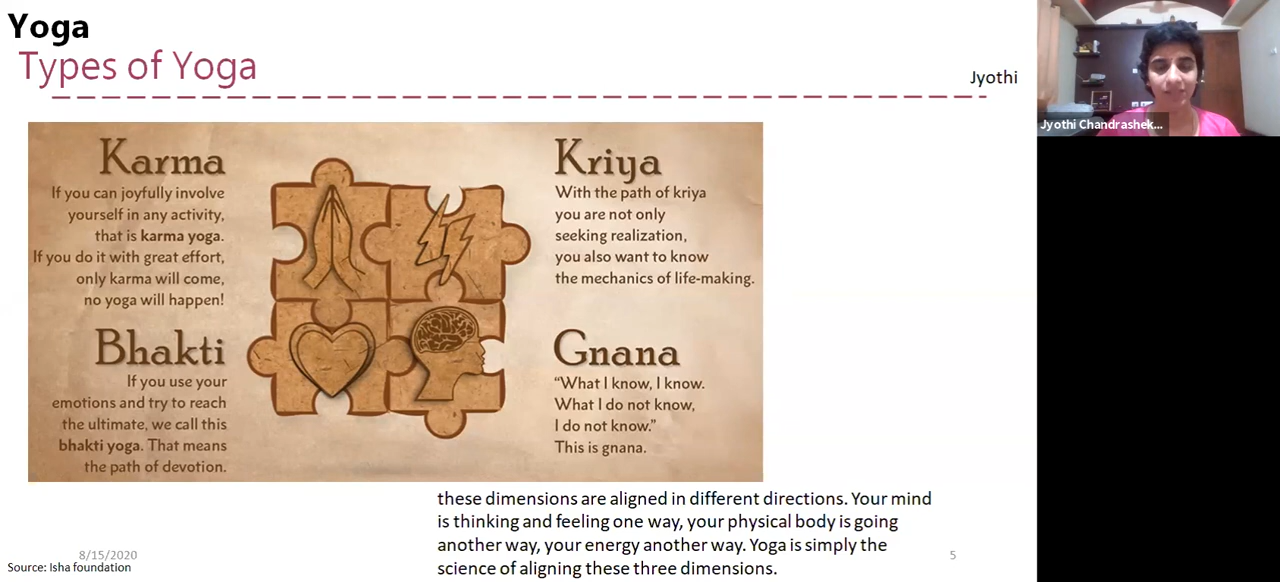 Yoga
Types of Yoga
Jyothi
Jyothi Chandrashek...
Karma
If you can joyfully involve
yourself in any activity,
that is karma yoga.
If you do it with great effort,
only karma will come,
no yoga will happen!
Kriya
With the path of kriya
you are not only
seeking realization,
you also want to know
the mechanics of life-making.
Bhakti
If you use your
emotions and try to reach
the ultimate, we call this
bhakti yoga. That means
the path of devotion.
Gnana
“What I know, I know.
What I do not know,
I do not know.”
This is gnana.
these dimensions are aligned in different directions. Your mind
is thinking and feeling one way, your physical body is going
another way, your energy another way. Yoga is simply the
science of aligning these three dimensions.
8/15/2020
5
Source: Isha foundation